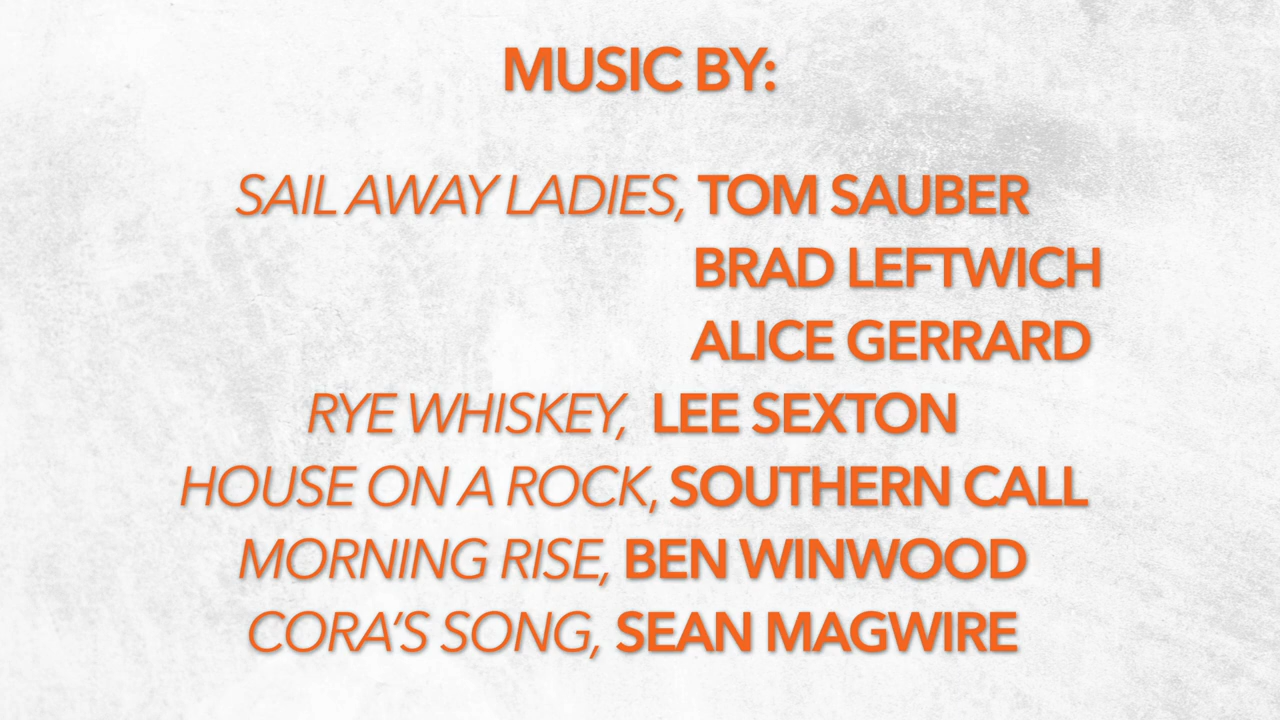 MUSIC BY:
SAIL AWAY LADIES, TOM SAUBER
BRAD LEFTWICH
ALICE GERRARD
RYE WHISKEY, LEE SEXTON
HOUSE ON A ROCK, SOUTHERN CALL
MORNING RISE, BEN WINWOOD
CORA‘S SONG, SEAN MAGWIRE